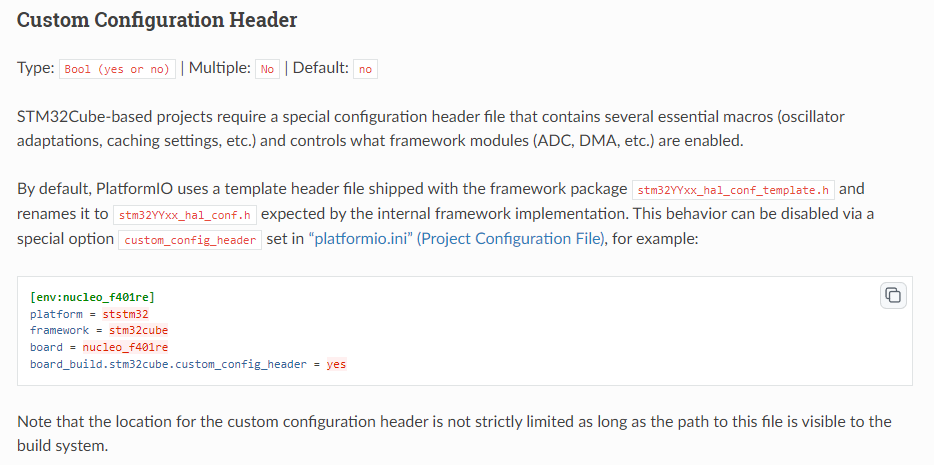 Custom Configuration Header
Type: Bool (yes or no) | Multiple: No | Default: no
STM32Cube-based projects require a special configuration header file that contains several essential macros (oscillator
adaptations, caching settings, etc.) and controls what framework modules (ADC, DMA, etc.) are enabled.
By default, PlatformIO uses a template header file shipped with the framework package stm32YYxx_hal_conf_template.h and
renames it to stm32YYxx_hal_conf.h expected by the internal framework implementation. This behavior can be disabled via a
special option custom_config_header set in “platformio.ini” (Project Configuration File), for example:
[env:nucleo_f401re]
platform = ststm32
framework = stm32cube
board = nucleo_f401re
board_build.stm32cube.custom_config_header = yes
Note that the location for the custom configuration header is not strictly limited as long as the path to this file is visible to the
build system.